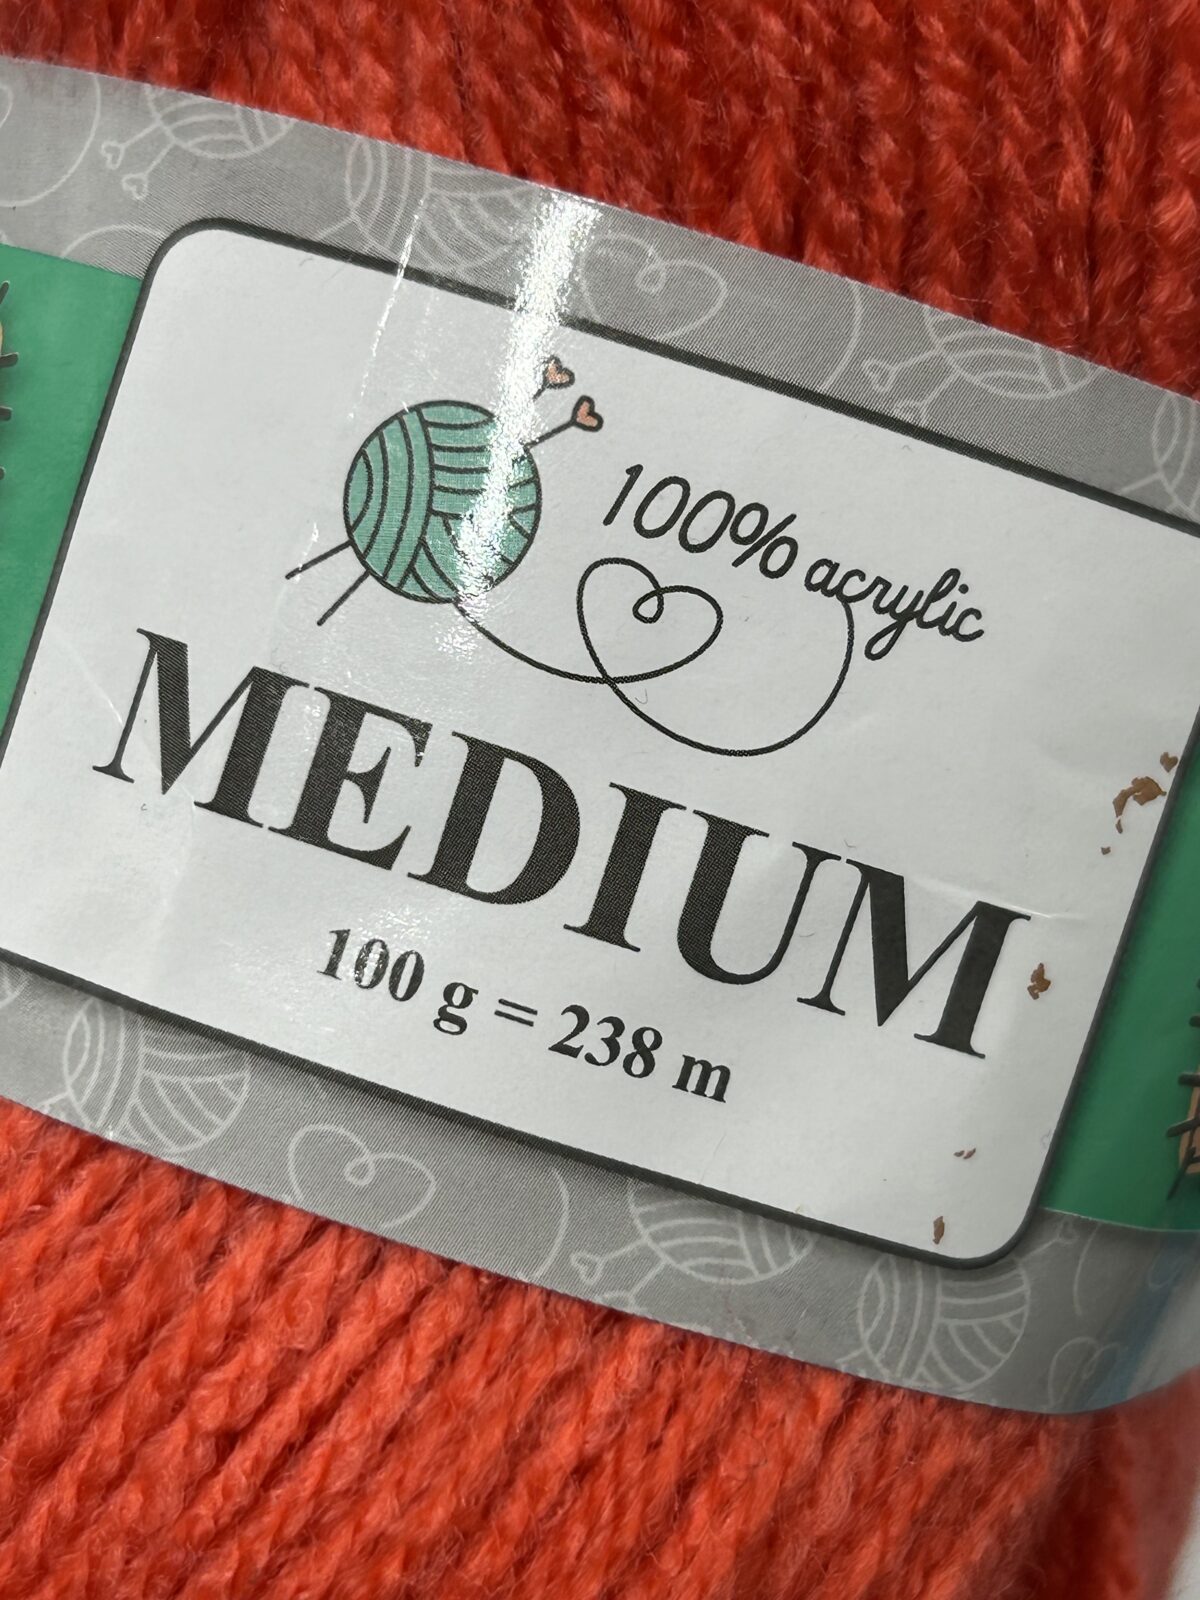 100% acrylic
MEDIUM
100 g = 238 m